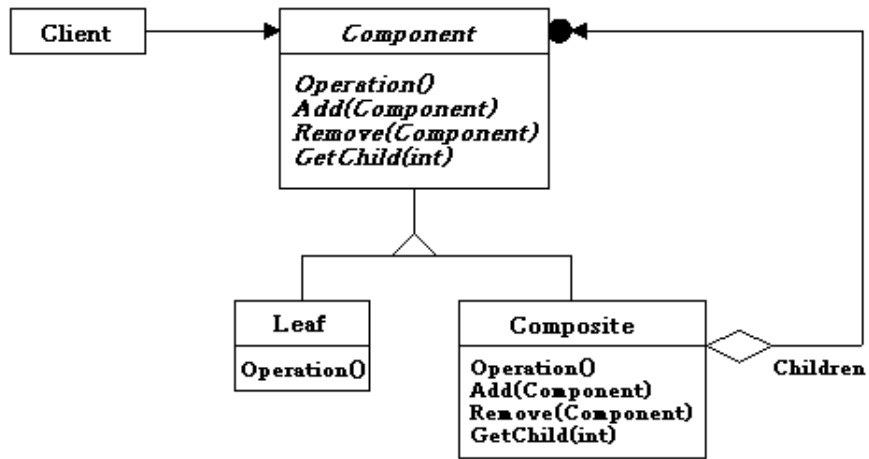 Client
Component
Operation()
Add(Component)
Remove(Component)
GetChild(int)
Leaf
Operation()
Composite
Operation()
Add(Component)
Remove(Component)
GetChild(int)
Children